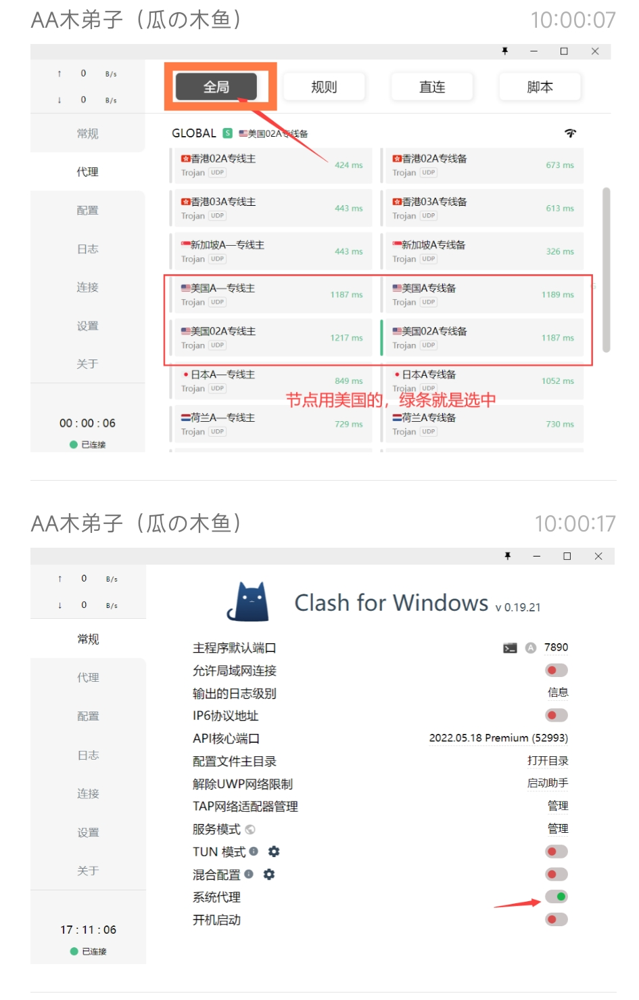 AA木弟子（瓜の木鱼） 10:00:07
↑ 0 B/s
↓ 0 B/s
全局 规则 直连 脚本
常规
代理
配置
日志
连接
设置
关于
00 : 00 : 06
已连接
GLOBAL S 美国02A专线备
香港02A专线主 424 ms
Trojan UDP
香港02A专线备 673 ms
Trojan UDP
香港03A专线主 443 ms
Trojan UDP
香港03A专线备 613 ms
Trojan UDP
新加坡A—专线主 443 ms
Trojan UDP
新加坡A专线备 326 ms
Trojan UDP
美国A—专线主 1187 ms
Trojan UDP
美国A专线备 1189 ms
Trojan UDP
美国02A专线主 1217 ms
Trojan UDP
美国02A专线备 1187 ms
Trojan UDP
日本A—专线主 849 ms
Trojan UDP
日本A专线备 1052 ms
Trojan UDP
节点用美国的，绿条就是选中
荷兰A—专线主 729 ms
Trojan UDP
荷兰A专线备 730 ms
Trojan UDP
AA木弟子（瓜の木鱼） 10:00:17
↑ 0 B/s
↓ 0 B/s
常规
代理
配置
日志
连接
设置
关于
17 : 11 : 06
已连接
Clash for Windows v 0.19.21
主程序默认端口 A 7890
允许局域网连接
输出的日志级别 信息
IP6协议地址
API核心端口 2022.05.18 Premium (52993)
配置文件主目录 打开目录
解除UWP网络限制 启动助手
TAP网络适配器管理 管理
服务模式 管理
TUN 模式
混合配置
系统代理
开机启动